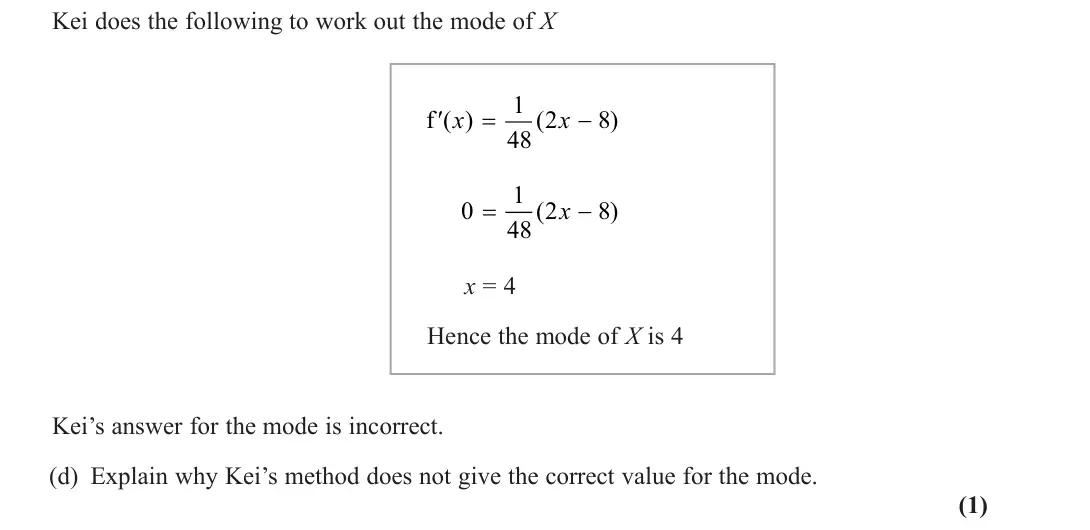 Kei does the following to work out the mode of X
f′(x) = 1/48 (2x − 8)
0 = 1/48 (2x − 8)
x = 4
Hence the mode of X is 4
Kei’s answer for the mode is incorrect.
(d) Explain why Kei’s method does not give the correct value for the mode.
(1)